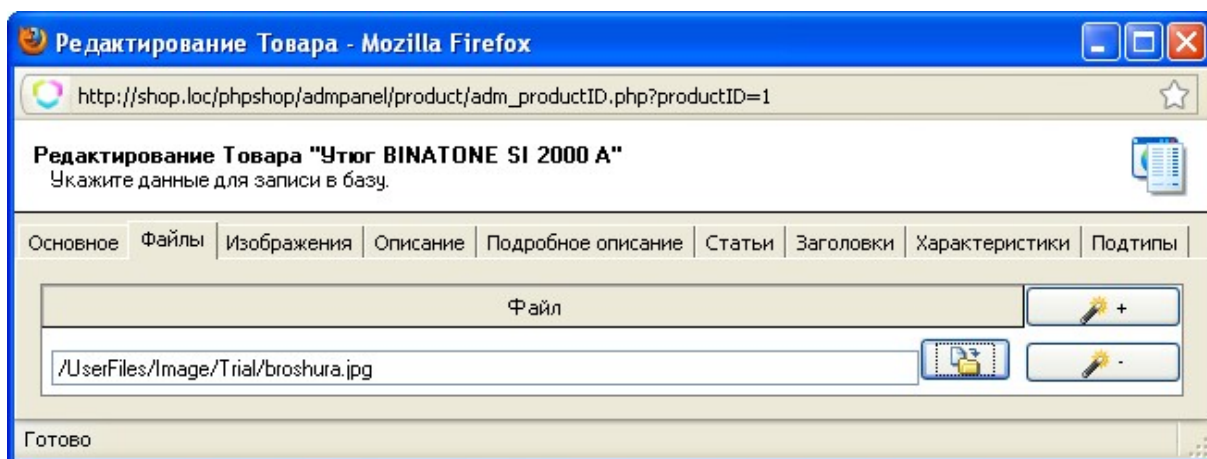 Редактирование Товара - Mozilla Firefox
http://shop.loc/phpshop/admpanel/product/adm_productID.php?productID=1
Редактирование Товара "Утюг BINATONE SI 2000 A"
Укажите данные для записи в базу.
Основное Файлы Изображения Описание Подробное описание Статьи Заголовки Характеристики Подтипы
Файл +
/UserFiles/Image/Trial/broshura.jpg -
Готово